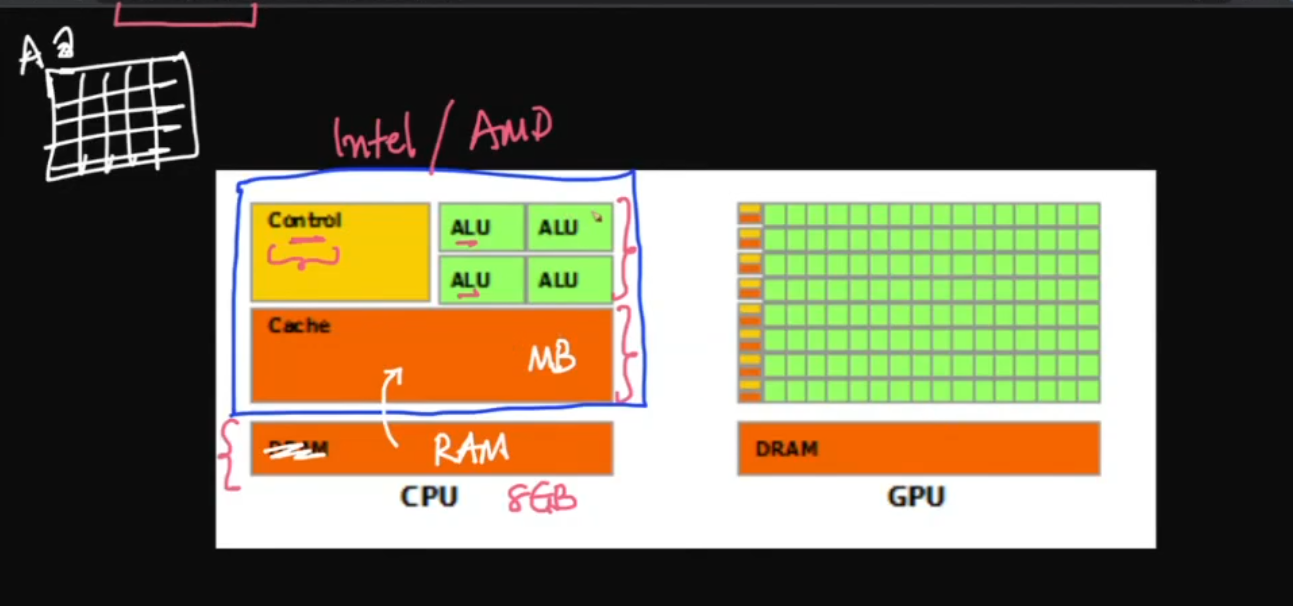 A
Intel / AMD
Control
ALU ALU
ALU ALU
Cache
MB
RAM
DRAM
CPU 8GB
GPU